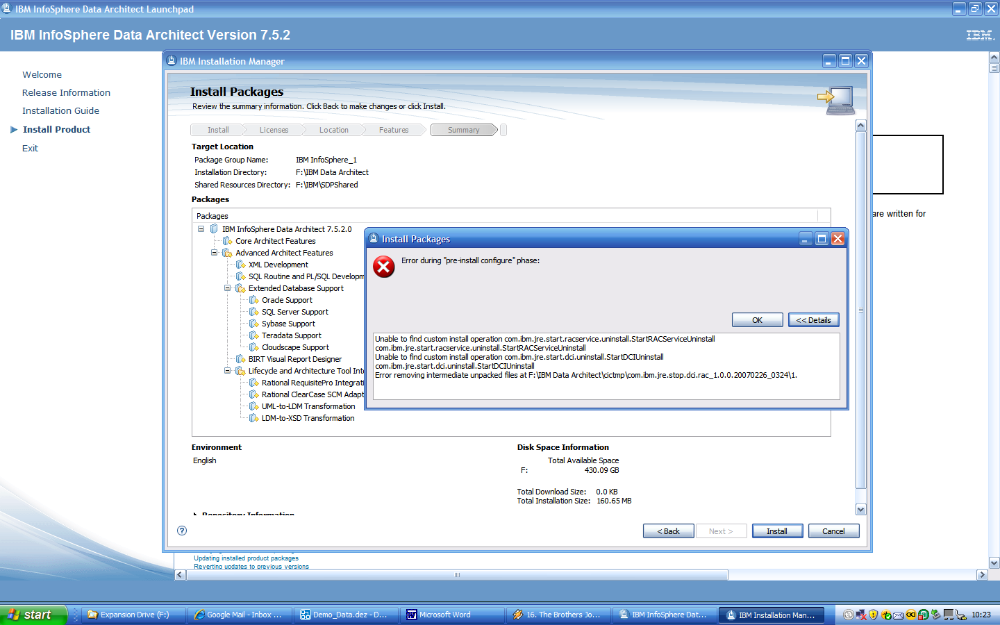 IBM InfoSphere Data Architect Launchpad
IBM InfoSphere Data Architect Version 7.5.2
IBM
Welcome
Release Information
Installation Guide
Install Product
Exit
IBM Installation Manager
Install Packages
Review the summary information. Click Back to make changes or click Install.
Install
Licenses
Location
Features
Summary
Target Location
Package Group Name: IBM InfoSphere_1
Installation Directory: F:\IBM Data Architect
Shared Resources Directory: F:\IBM\SDPShared
Packages
Packages
IBM InfoSphere Data Architect 7.5.2.0
Core Architect Features
Advanced Architect Features
XML Development
SQL Routine and PL/SQL Developm
Extended Database Support
Oracle Support
SQL Server Support
Sybase Support
Teradata Support
Cloudscape Support
BIRT Visual Report Designer
Lifecycle and Architecture Tool Int
Rational RequisitePro Integrati
Rational ClearCase SCM Adapt
UML-to-LDM Transformation
LDM-to-XSD Transformation
are written for
Install Packages
Error during "pre-install configure" phase:
OK
<< Details
Unable to find custom install operation com.ibm.jre.start.racservice.uninstall.StartRACServiceUninstall
com.ibm.jre.start.racservice.uninstall.StartRACServiceUninstall
Unable to find custom install operation com.ibm.jre.start.dci.uninstall.StartDCIUninstall
com.ibm.jre.start.dci.uninstall.StartDCIUninstall
Error removing intermediate unpacked files at F:\IBM Data Architect\cictmp\com.ibm.jre.stop.dci.rac_1.0.0.20070226_0324\1.
Environment
English
Disk Space Information
Total Available Space
F: 430.09 GB
Total Download Size: 0.0 KB
Total Installation Size: 160.65 MB
Repository Information
< Back
Next >
Install
Cancel
Updating installed product packages
Reverting updates to previous versions
start
Expansion Drive (F:)
Google Mail - Inbox ...
Demo_Data.dez - D...
Microsoft Word
16. The Brothers Jo...
IBM InfoSphere Dat...
IBM Installation Man...
10:23